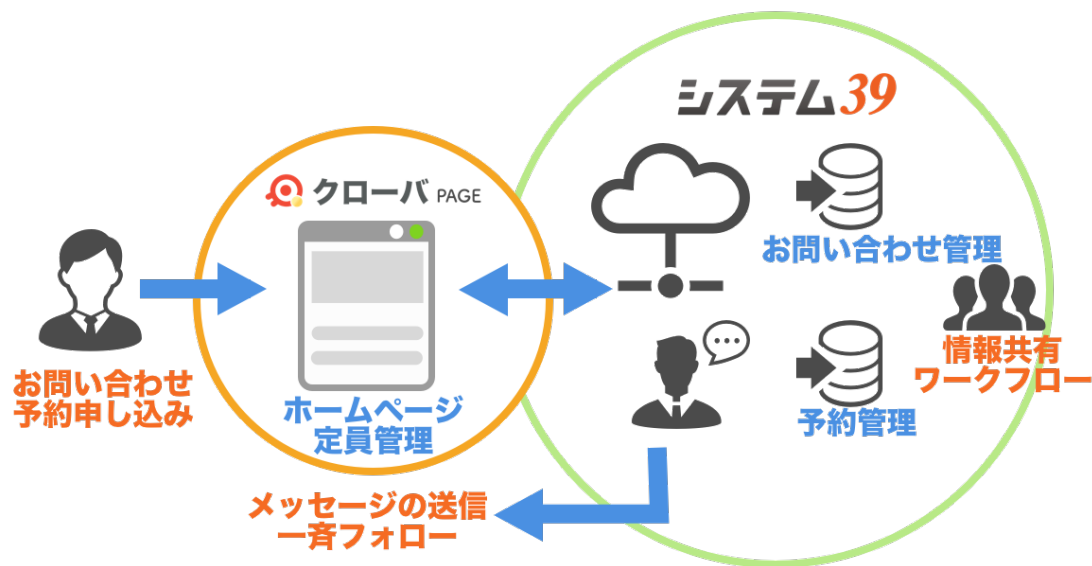 システム39
クローバ PAGE
お問い合わせ管理
お問い合わせ
予約申し込み
ホームページ
定員管理
情報共有
ワークフロー
予約管理
メッセージの送信
一斉フォロー